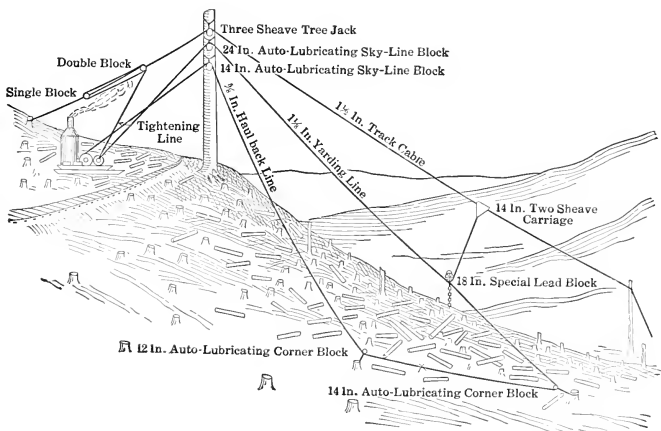 Three Sheave Tree Jack
24 In. Auto-Lubricating Sky-Line Block
Double Block
14 In. Auto-Lubricating Sky-Line Block
Single Block
Tightening
Line
⅝ In. Haul back Line
1⅛ In. Yarding Line
1½ In. Track Cable
14 In. Two Sheave
Carriage
18 In. Special Lead Block
12 In. Auto-Lubricating Corner Block
14 In. Auto-Lubricating Corner Block